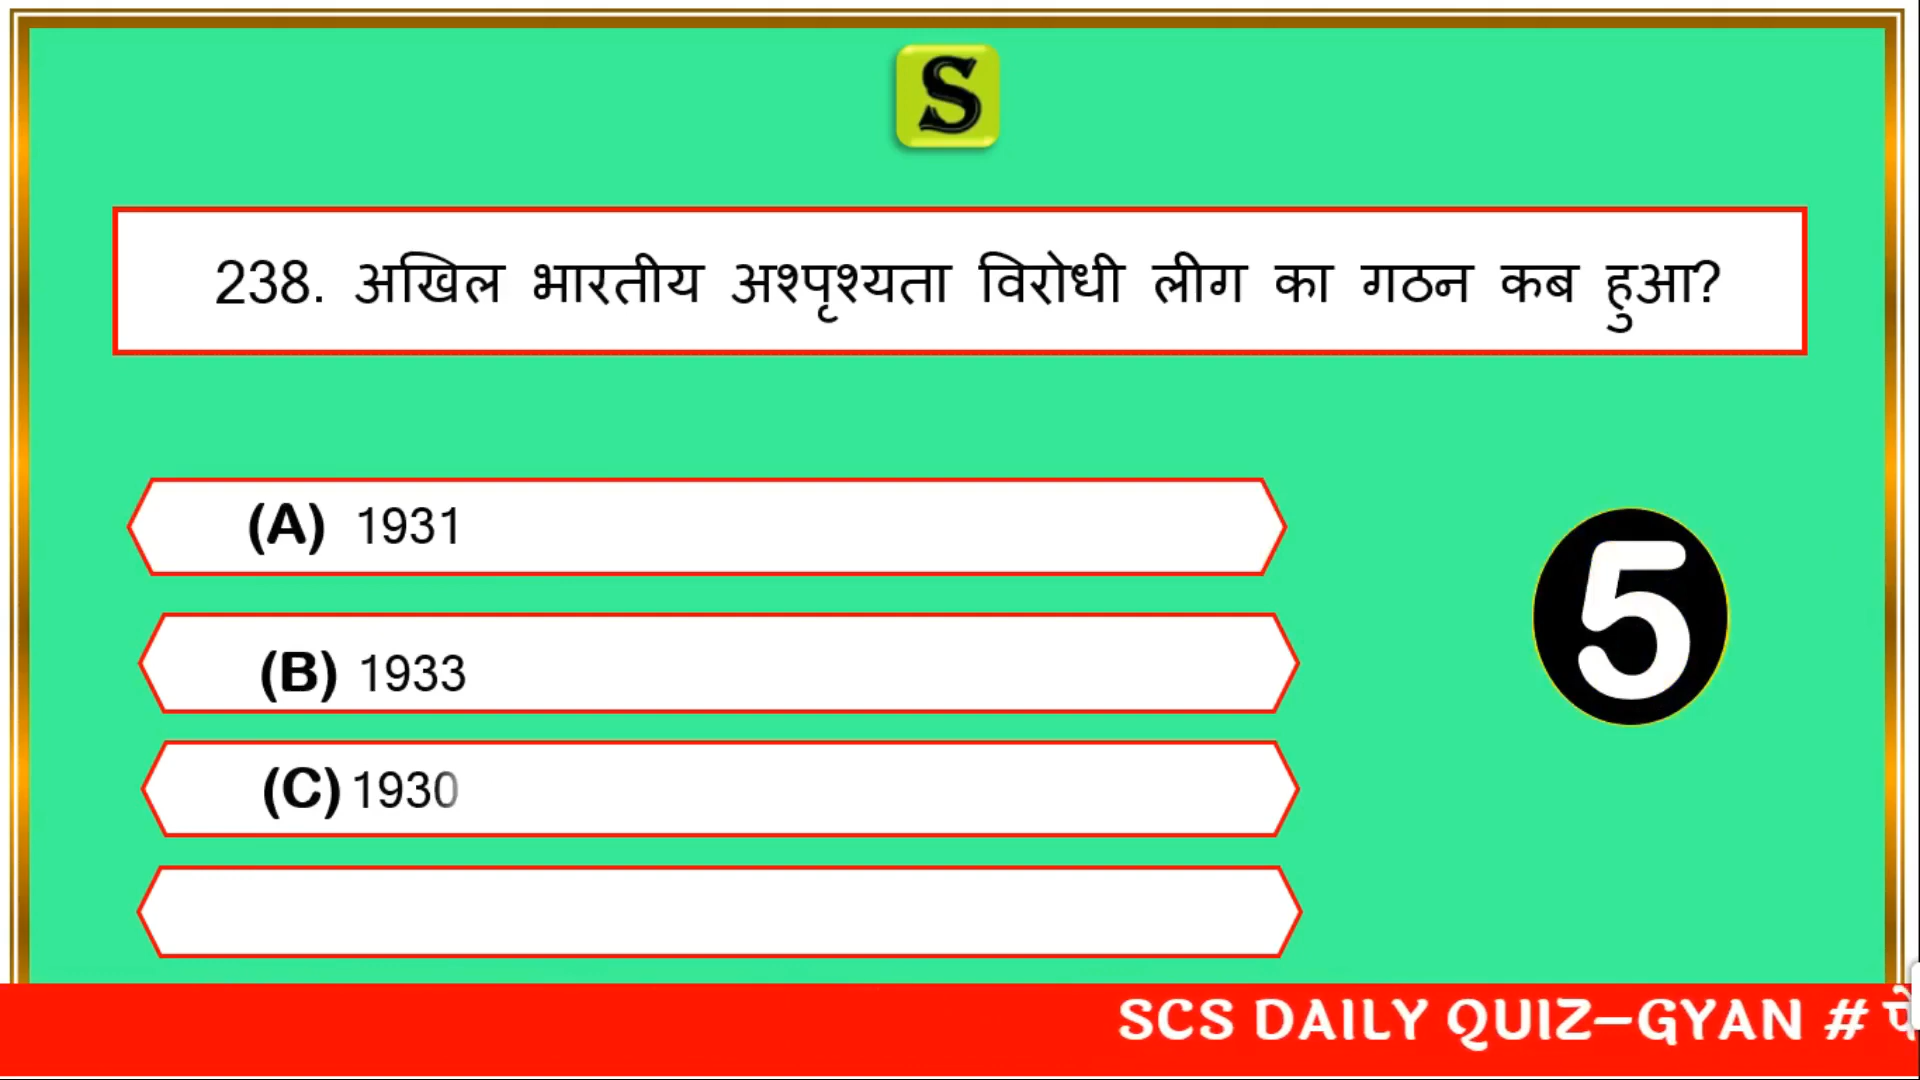 S
238. अखिल भारतीय अश्पृश्यता विरोधी लीग का गठन कब हुआ?
(A) 1931
(B) 1933
(C) 1930
5
SCS DAILY QUIZ–GYAN #